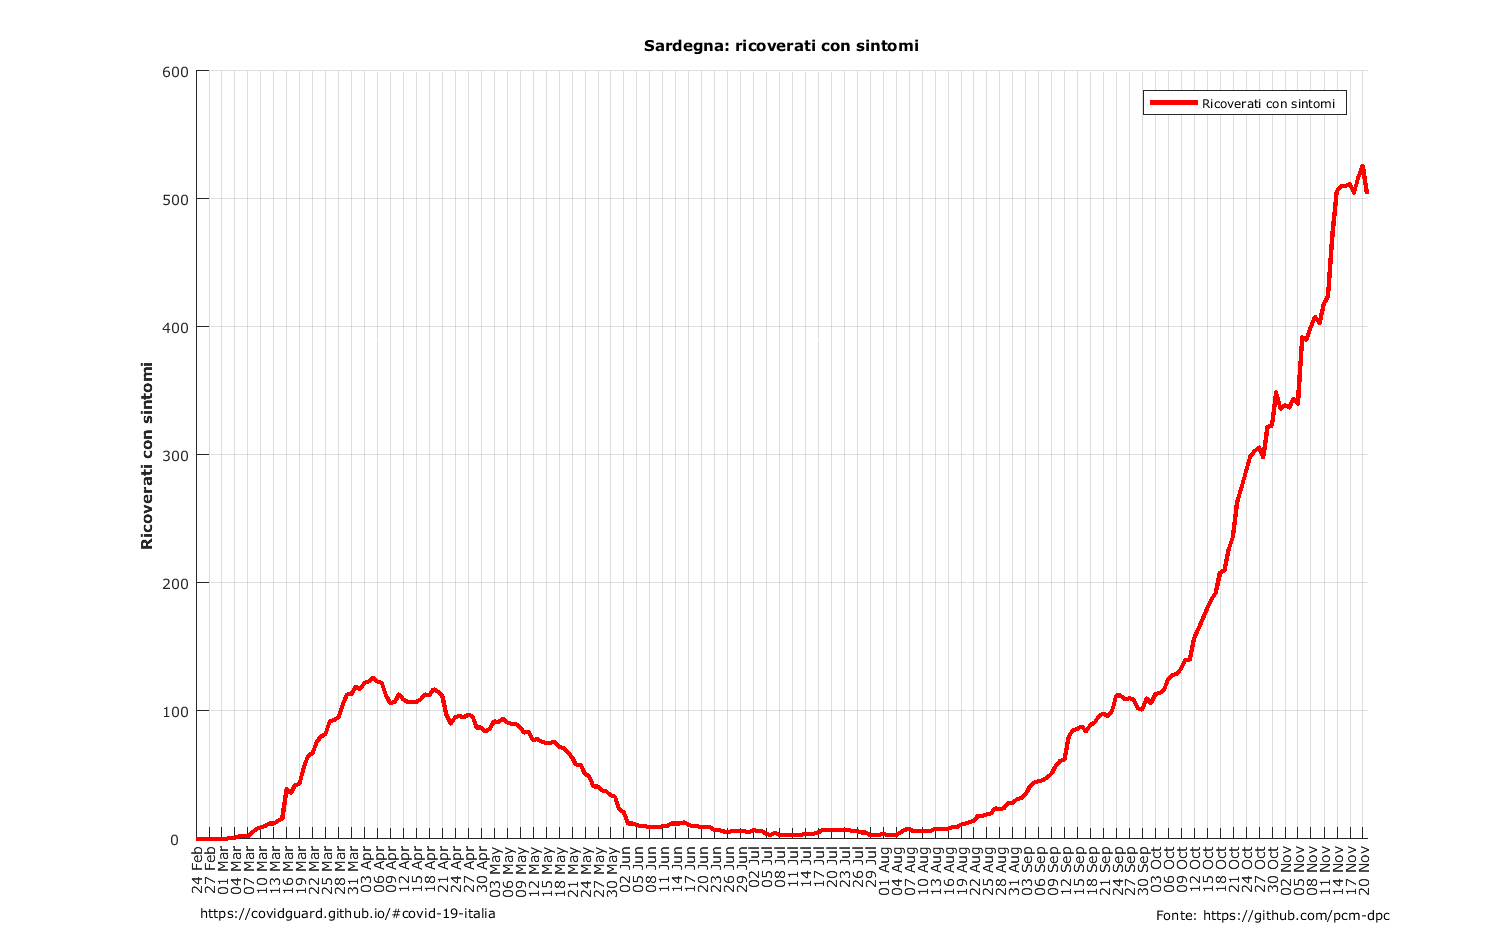 Sardegna: ricoverati con sintomi
Ricoverati con sintomi
Ricoverati con sintomi
600
500
400
300
200
100
0
24 Feb
27 Feb
01 Mar
04 Mar
07 Mar
10 Mar
13 Mar
16 Mar
19 Mar
22 Mar
25 Mar
28 Mar
31 Mar
03 Apr
06 Apr
09 Apr
12 Apr
15 Apr
18 Apr
21 Apr
24 Apr
27 Apr
30 Apr
03 May
06 May
09 May
12 May
15 May
18 May
21 May
24 May
27 May
30 May
02 Jun
05 Jun
08 Jun
11 Jun
14 Jun
17 Jun
20 Jun
23 Jun
26 Jun
29 Jun
02 Jul
05 Jul
08 Jul
11 Jul
14 Jul
17 Jul
20 Jul
23 Jul
26 Jul
29 Jul
01 Aug
04 Aug
07 Aug
10 Aug
13 Aug
16 Aug
19 Aug
22 Aug
25 Aug
28 Aug
31 Aug
03 Sep
06 Sep
09 Sep
12 Sep
15 Sep
18 Sep
21 Sep
24 Sep
27 Sep
30 Sep
03 Oct
06 Oct
09 Oct
12 Oct
15 Oct
18 Oct
21 Oct
24 Oct
27 Oct
30 Oct
02 Nov
05 Nov
08 Nov
11 Nov
14 Nov
17 Nov
20 Nov
https://covidguard.github.io/#covid-19-italia
Fonte: https://github.com/pcm-dpc